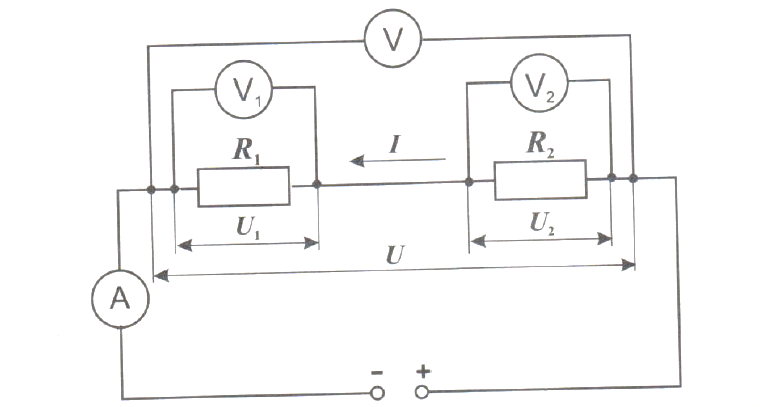 V
V₁
V₂
R₁
I
R₂
U₁
U₂
U
A
- +